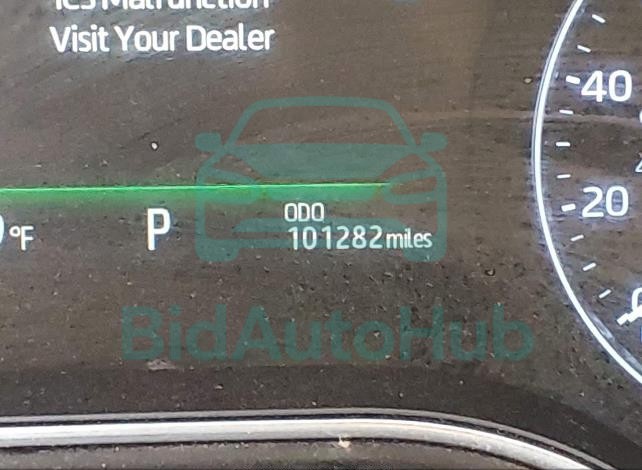 Malfunction
Visit Your Dealer
40
20
°F
P
ODO
101282 miles
BidAutoHub